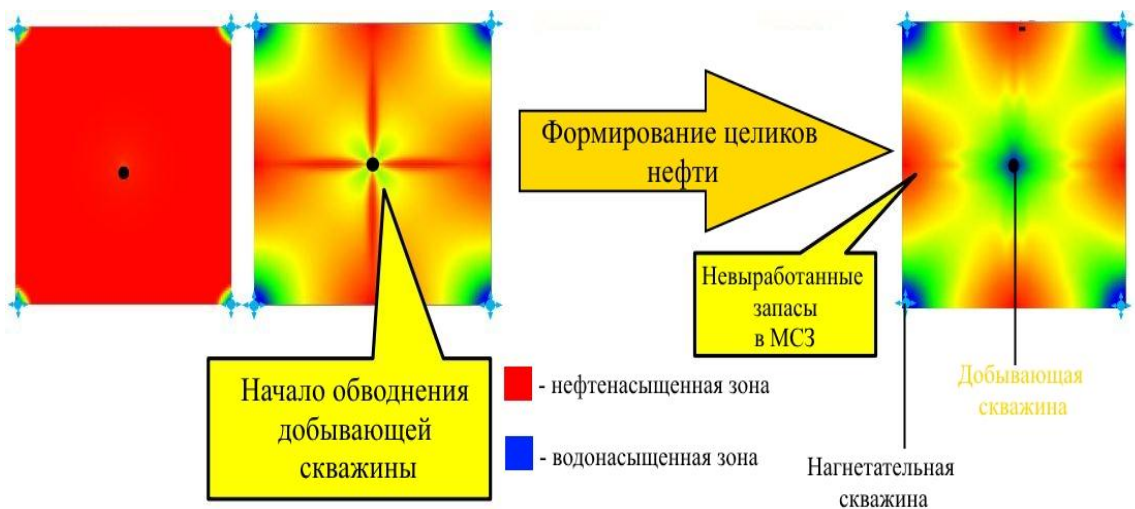 Формирование целиков
нефти
Невыработанные
запасы
в МСЗ
Начало обводнения
добывающей
скважины
- нефтенасыщенная зона
- водонасыщенная зона
Добывающая
скважина
Нагнетательная
скважина